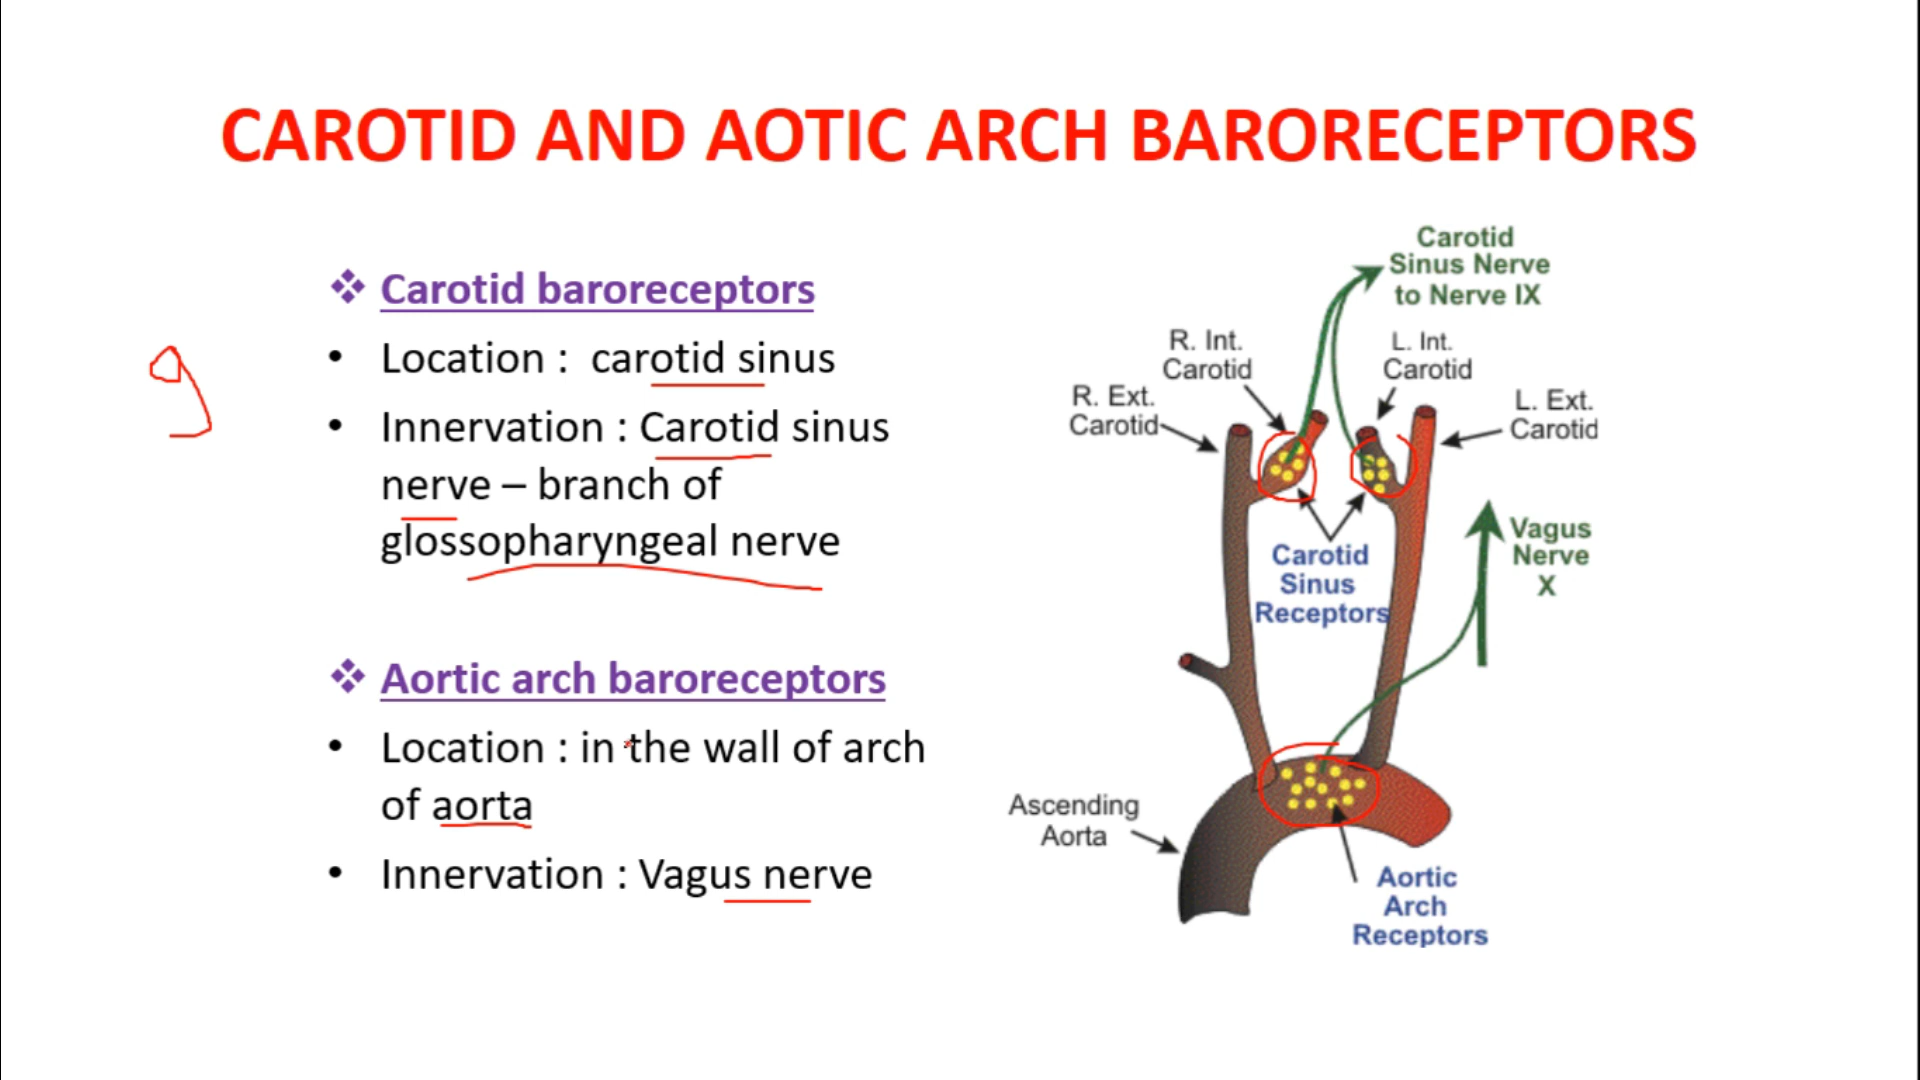 CAROTID AND AOTIC ARCH BARORECEPTORS
❖ Carotid baroreceptors
• Location : carotid sinus
• Innervation : Carotid sinus
nerve – branch of
glossopharyngeal nerve
❖ Aortic arch baroreceptors
• Location : in the wall of arch
of aorta
• Innervation : Vagus nerve
9
Carotid
Sinus Nerve
to Nerve IX
R. Int.
Carotid
L. Int.
Carotid
R. Ext.
Carotid
L. Ext.
Carotid
Carotid
Sinus
Receptors
Vagus
Nerve
X
Ascending
Aorta
Aortic
Arch
Receptors